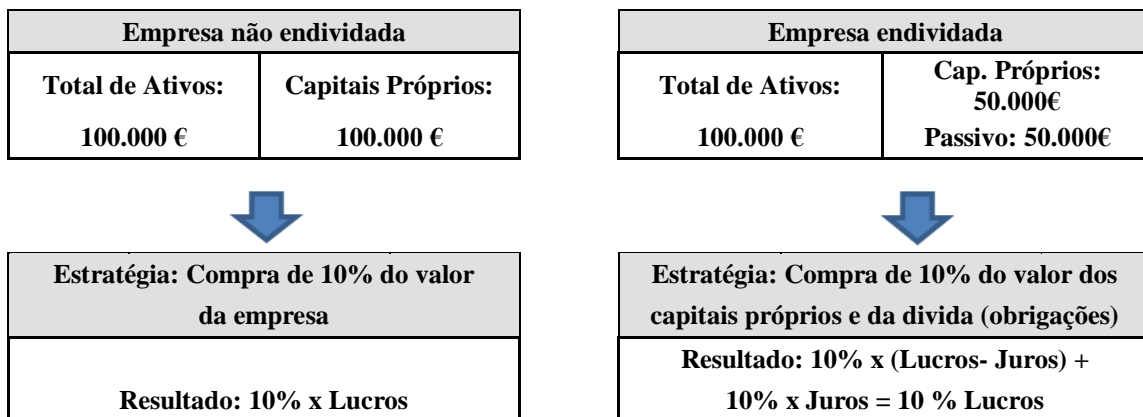 Empresa não endividada
Total de Ativos:
100.000 €
Capitais Próprios:
100.000 €
Estratégia: Compra de 10% do valor
da empresa
Resultado: 10% x Lucros
Empresa endividada
Total de Ativos:
100.000 €
Cap. Próprios:
50.000€
Passivo: 50.000€
Estratégia: Compra de 10% do valor dos
capitais próprios e da divida (obrigações)
Resultado: 10% x (Lucros- Juros) +
10% x Juros = 10 % Lucros